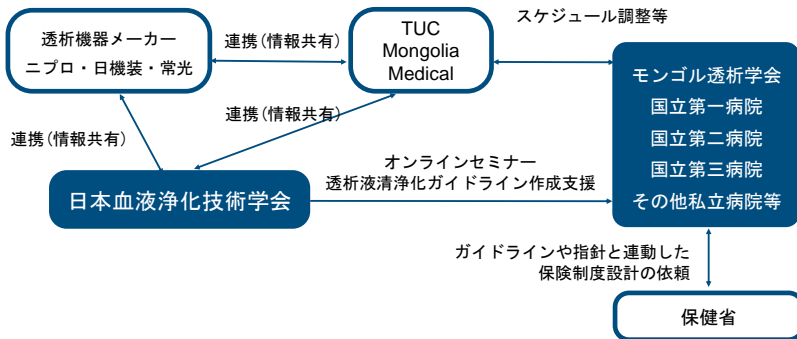 スケジュール調整等
透析機器メーカー
ニプロ・日機装・常光
連携(情報共有)
TUC
Mongolia
Medical
モンゴル透析学会
国立第一病院
国立第二病院
国立第三病院
その他私立病院等
連携(情報共有)
連携(情報共有)
オンラインセミナー
透析液清浄化ガイドライン作成支援
日本血液浄化技術学会
ガイドラインや指針と連動した
保険制度設計の依頼
保健省